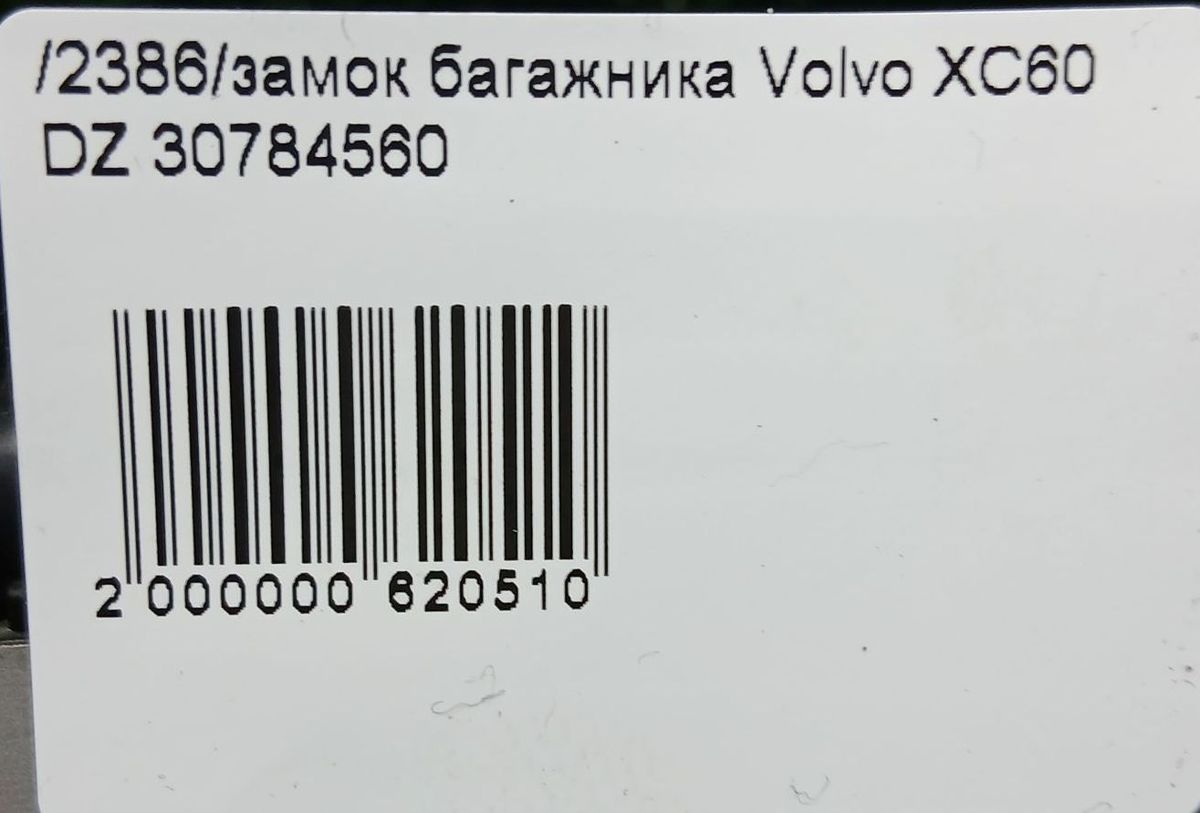 /2386/замок багажника Volvo XC60
DZ 30784560
2 000000 620510